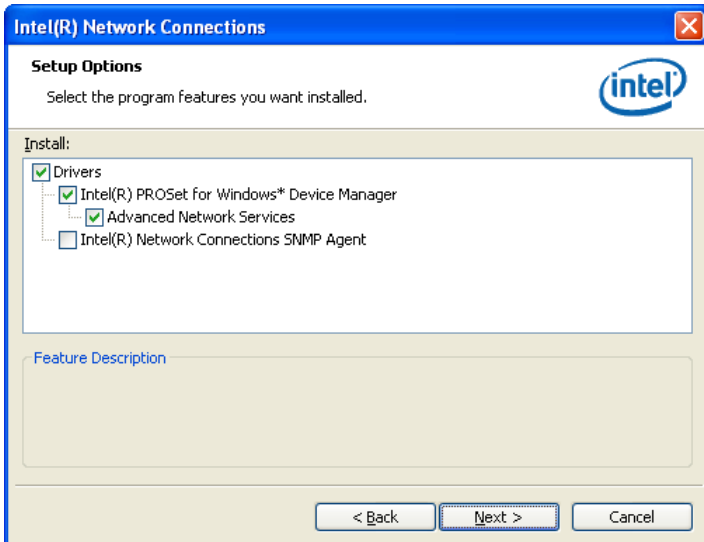 Intel(R) Network Connections
Setup Options
Select the program features you want installed.
intel
Install:
Drivers
Intel(R) PROSet for Windows* Device Manager
Advanced Network Services
Intel(R) Network Connections SNMP Agent
Feature Description
< Back
Next >
Cancel